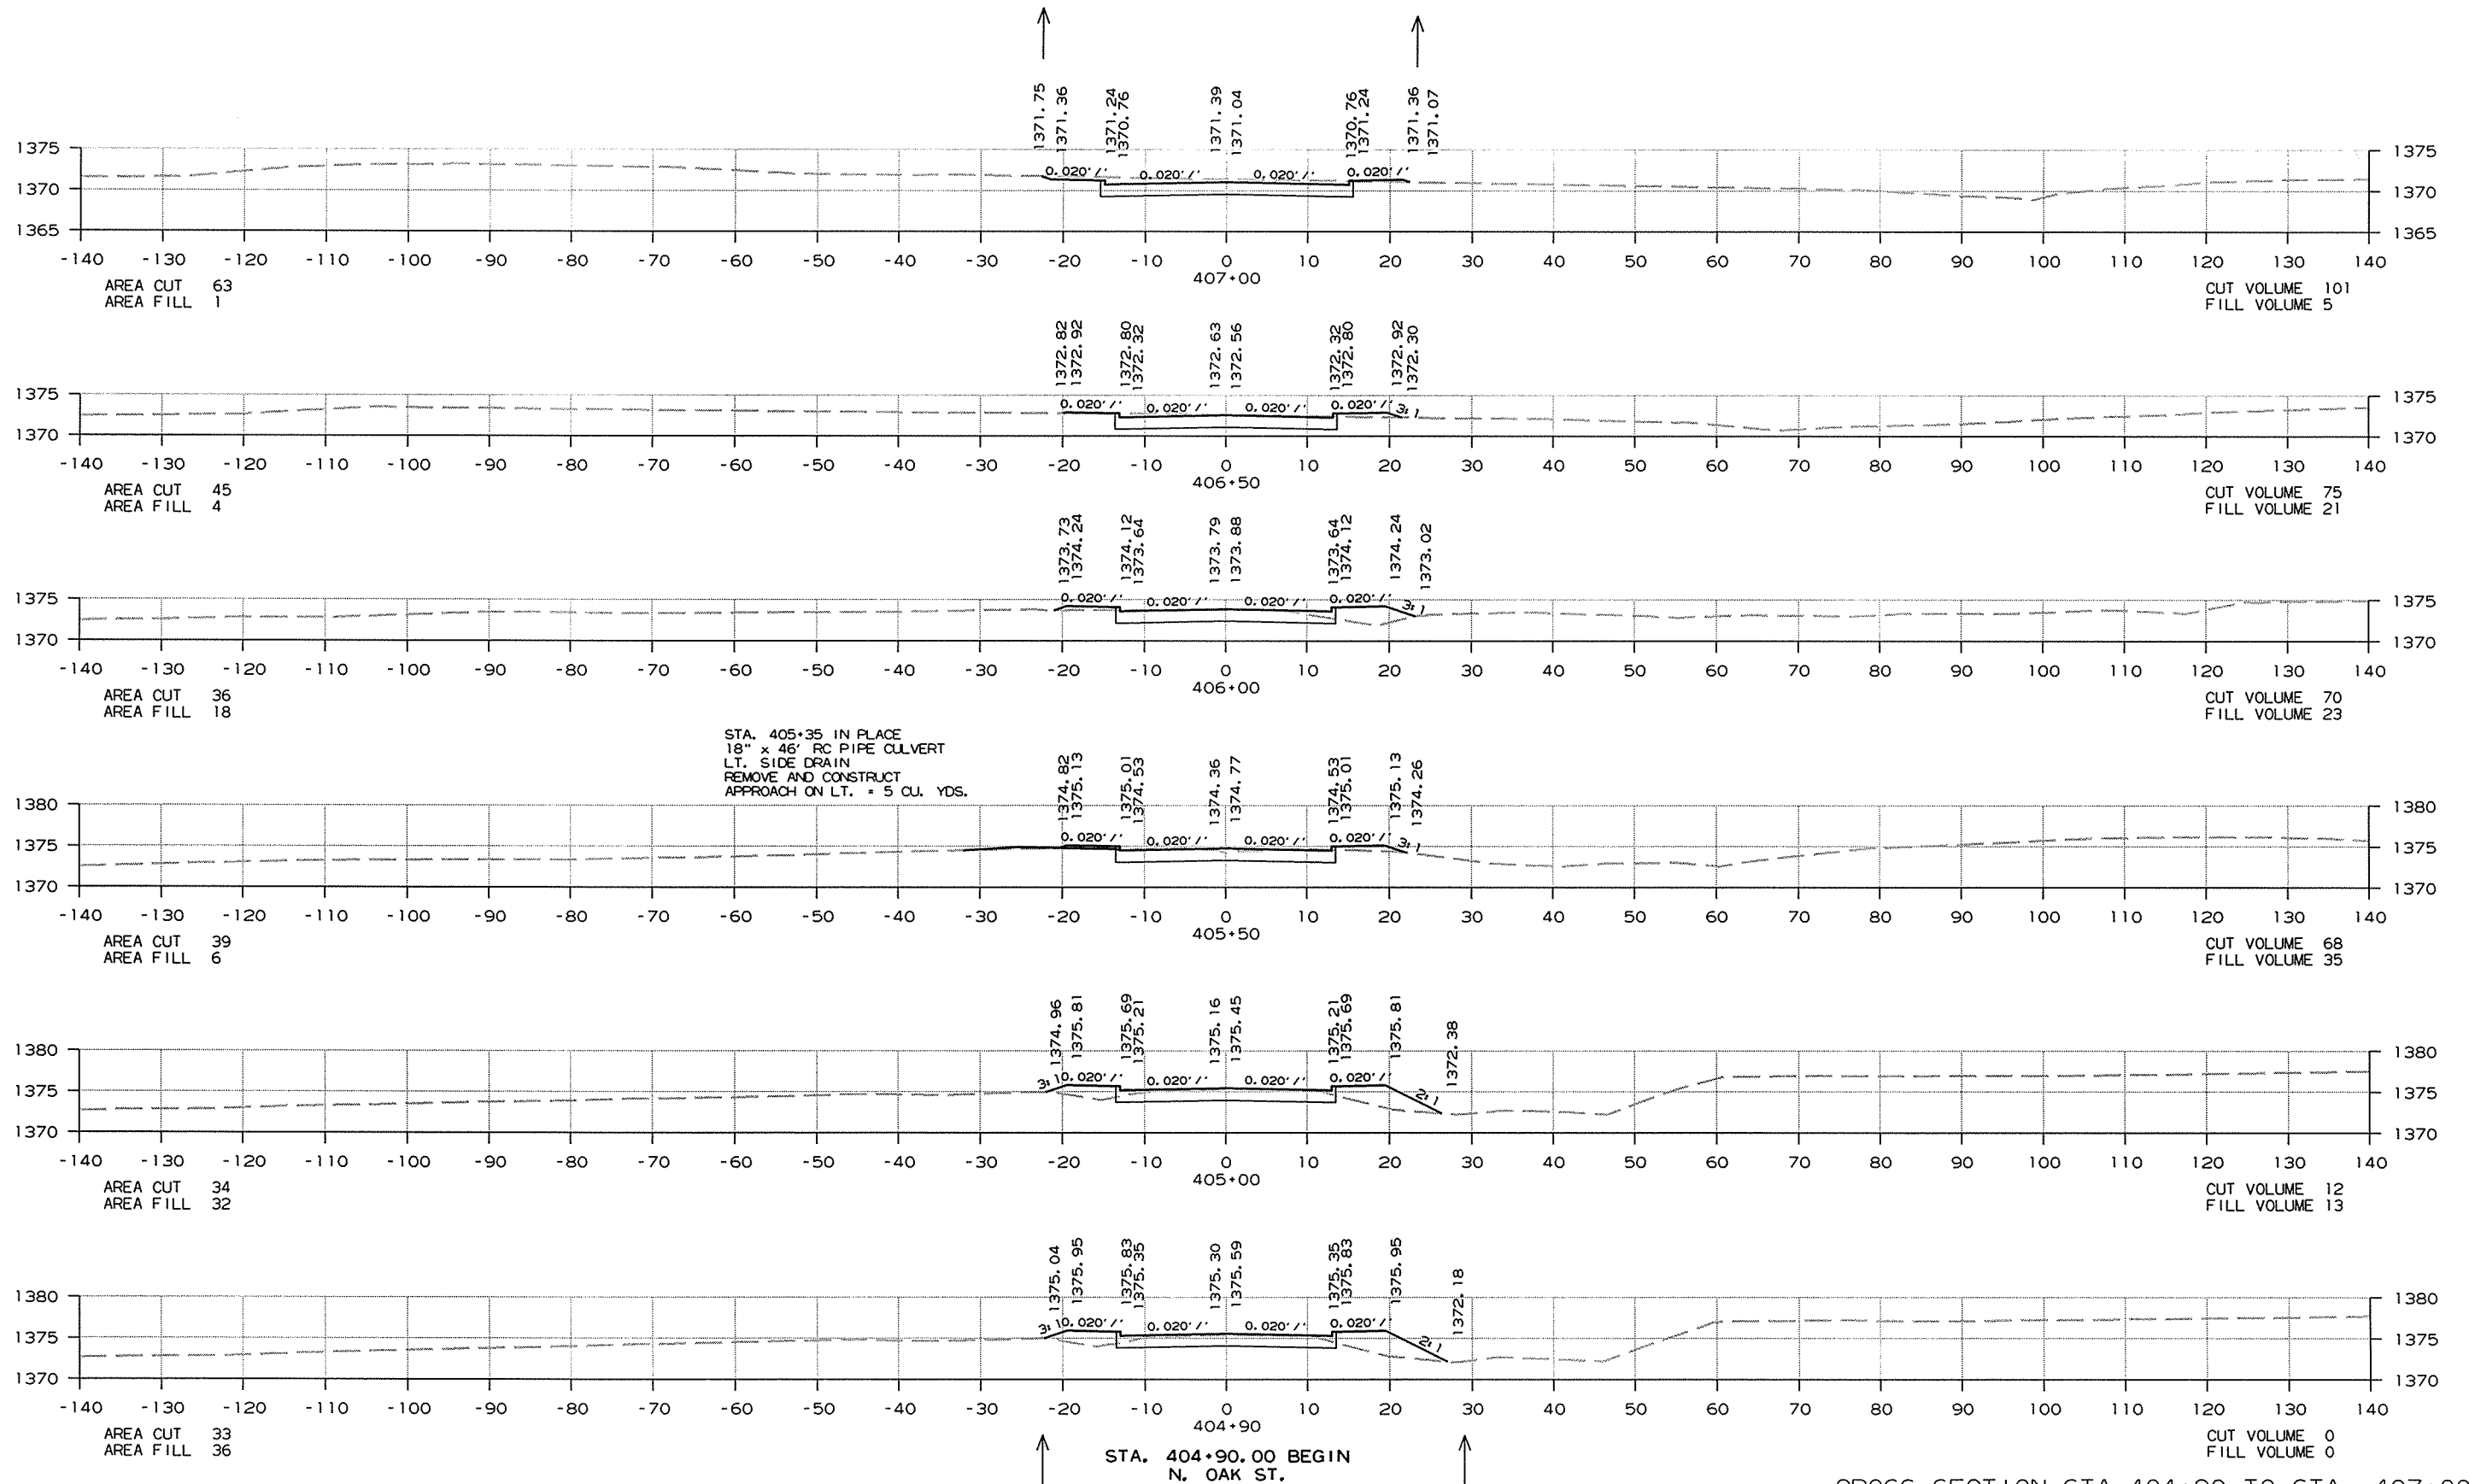 1371.75 1371.36 1371.24 1370.76 1371.39 1371.04 1370.76 1371.24 1371.36 1371.07
1375 1375
0.020'/' 0.020'/' 0.020'/' 0.020'/'
1370 1370
1365 1365
-140 -130 -120 -110 -100 -90 -80 -70 -60 -50 -40 -30 -20 -10 0 10 20 30 40 50 60 70 80 90 100 110 120 130 140
407+00
AREA CUT 63 CUT VOLUME 101
AREA FILL 1 FILL VOLUME 5
1372.82 1372.92 1372.80 1372.32 1372.63 1372.56 1372.32 1372.80 1372.92 1372.30
1375 1375
0.020'/' 0.020'/' 0.020'/' 0.020'/' 3:1
1370 1370
-140 -130 -120 -110 -100 -90 -80 -70 -60 -50 -40 -30 -20 -10 0 10 20 30 40 50 60 70 80 90 100 110 120 130 140
406+50
AREA CUT 45 CUT VOLUME 75
AREA FILL 4 FILL VOLUME 21
1373.73 1374.24 1374.12 1373.64 1373.79 1373.88 1373.64 1374.12 1374.24 1373.02
1375 1375
0.020'/' 0.020'/' 0.020'/' 0.020'/' 3:1
1370 1370
-140 -130 -120 -110 -100 -90 -80 -70 -60 -50 -40 -30 -20 -10 0 10 20 30 40 50 60 70 80 90 100 110 120 130 140
406+00
AREA CUT 36 CUT VOLUME 70
AREA FILL 18 FILL VOLUME 23
STA. 405+35 IN PLACE
18" x 46' RC PIPE CULVERT
LT. SIDE DRAIN
REMOVE AND CONSTRUCT
APPROACH ON LT. = 5 CU. YDS.
1374.82 1375.13 1375.01 1374.53 1374.36 1374.77 1374.53 1375.01 1375.13 1374.26
1380 1380
0.020'/' 0.020'/' 0.020'/' 0.020'/' 3:1
1375 1375
1370 1370
-140 -130 -120 -110 -100 -90 -80 -70 -60 -50 -40 -30 -20 -10 0 10 20 30 40 50 60 70 80 90 100 110 120 130 140
405+50
AREA CUT 39 CUT VOLUME 68
AREA FILL 6 FILL VOLUME 35
1374.96 1375.81 1375.69 1375.21 1375.16 1375.45 1375.21 1375.69 1375.81 1372.38
1380 1380
3:1 0.020'/' 0.020'/' 0.020'/' 0.020'/' 2:1
1375 1375
1370 1370
-140 -130 -120 -110 -100 -90 -80 -70 -60 -50 -40 -30 -20 -10 0 10 20 30 40 50 60 70 80 90 100 110 120 130 140
405+00
AREA CUT 34 CUT VOLUME 12
AREA FILL 32 FILL VOLUME 13
1375.04 1375.95 1375.83 1375.35 1375.30 1375.59 1375.35 1375.83 1375.95 1372.18
1380 1380
3:1 0.020'/' 0.020'/' 0.020'/' 0.020'/' 2:1
1375 1375
1370 1370
-140 -130 -120 -110 -100 -90 -80 -70 -60 -50 -40 -30 -20 -10 0 10 20 30 40 50 60 70 80 90 100 110 120 130 140
404+90
AREA CUT 33 CUT VOLUME 0
AREA FILL 36 FILL VOLUME 0
STA. 404+90.00 BEGIN
N. OAK ST.
CROSS SECTION STA 404+90 TO STA. 407+00